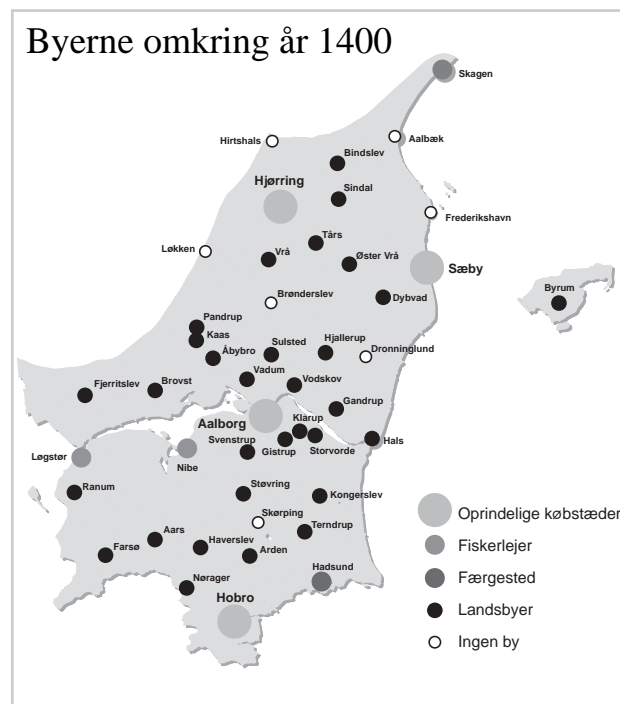 Byerne omkring år 1400
Skagen
Hirtshals
Aalbæk
Bindslev
Hjørring
Sindal
Frederikshavn
Løkken
Tårs
Vrå
Øster Vrå
Sæby
Byrum
Brønderslev
Dybvad
Pandrup
Kaas
Sulsted
Hjallerup
Åbybro
Dronninglund
Vadum
Fjerritslev
Brovst
Vodskov
Gandrup
Aalborg
Klarup
Svenstrup
Hals
Løgstør
Gistrup
Storvorde
Nibe
Ranum
Støvring
Kongerslev
Skørping
Oprindelige købstæder
Aars
Terndrup
Farsø
Haverslev
Arden
Fiskerlejer
Hadsund
Færgested
Nørager
Hobro
Landsbyer
Ingen by